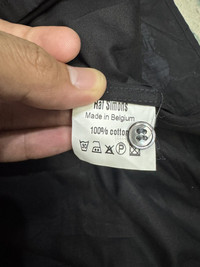 Raf Simons
Made in Belgium
100% cotton
P